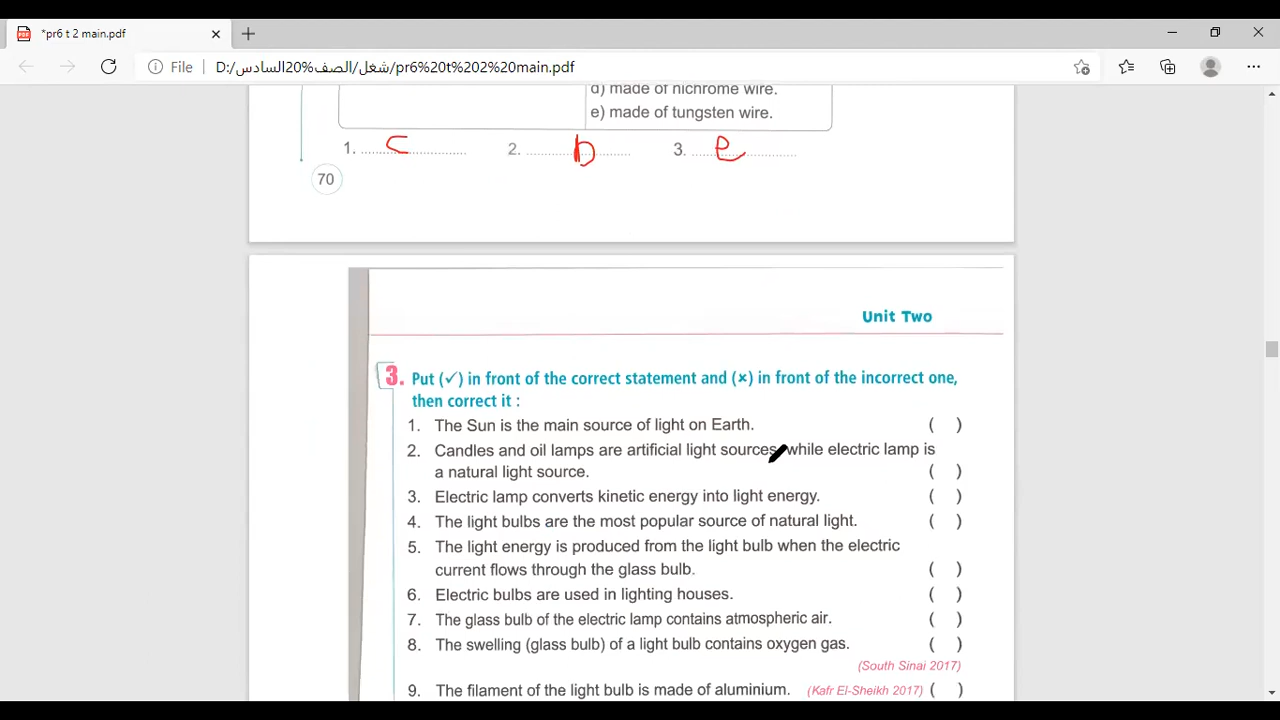 *pr6 t 2 main.pdf
File
D:/شغل/الصف%20السادس/pr6%20t%202%20main.pdf
d) made of nichrome wire.
e) made of tungsten wire.
1. c 2. b 3. e
70
Unit Two
3. Put (✓) in front of the correct statement and (×) in front of the incorrect one,
then correct it :
1. The Sun is the main source of light on Earth. ( )
2. Candles and oil lamps are artificial light sources while electric lamp is
a natural light source. ( )
3. Electric lamp converts kinetic energy into light energy. ( )
4. The light bulbs are the most popular source of natural light. ( )
5. The light energy is produced from the light bulb when the electric
current flows through the glass bulb. ( )
6. Electric bulbs are used in lighting houses. ( )
7. The glass bulb of the electric lamp contains atmospheric air. ( )
8. The swelling (glass bulb) of a light bulb contains oxygen gas. ( )
(South Sinai 2017)
9. The filament of the light bulb is made of aluminium. (Kafr El-Sheikh 2017) ( )